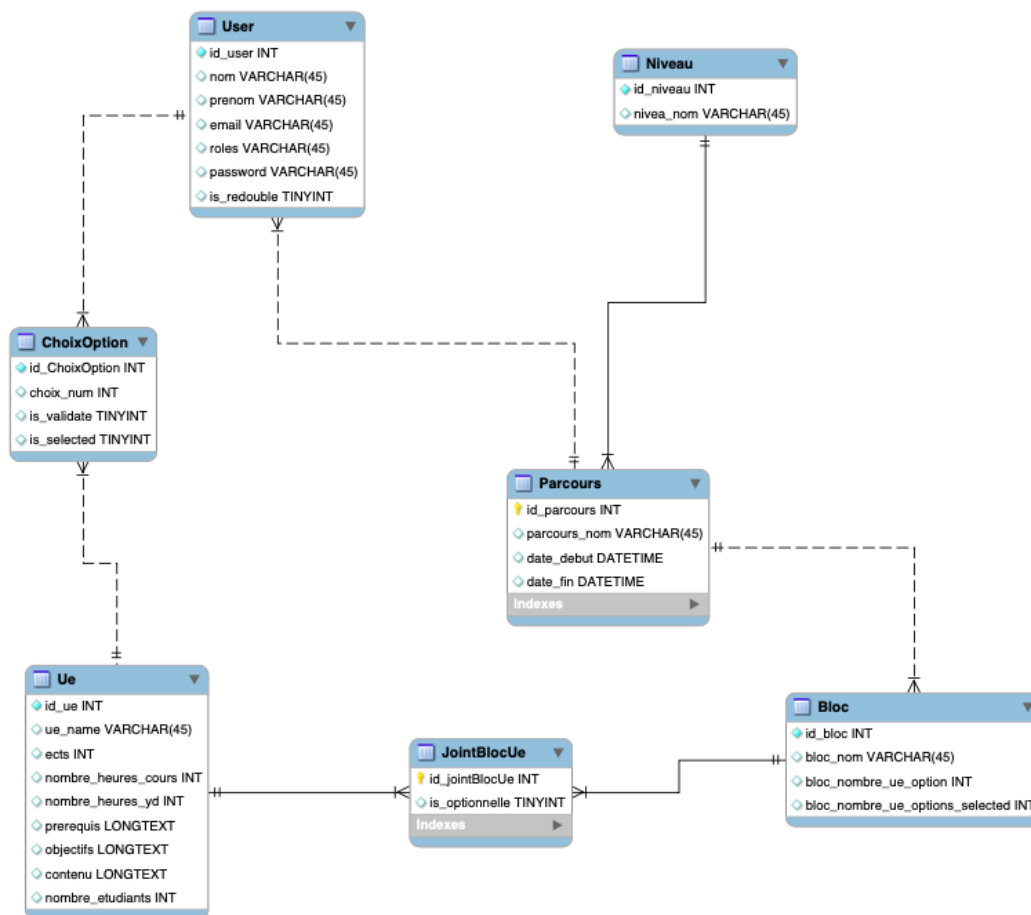 User
id_user INT
nom VARCHAR(45)
prenom VARCHAR(45)
email VARCHAR(45)
roles VARCHAR(45)
password VARCHAR(45)
is_redouble TINYINT
Niveau
id_niveau INT
nivea_nom VARCHAR(45)
ChoixOption
id_ChoixOption INT
choix_num INT
is_validate TINYINT
is_selected TINYINT
Parcours
id_parcours INT
parcours_nom VARCHAR(45)
date_debut DATETIME
date_fin DATETIME
Indexes
Ue
id_ue INT
ue_name VARCHAR(45)
ects INT
nombre_heures_cours INT
nombre_heures_yd INT
prerequis LONGTEXT
objectifs LONGTEXT
contenu LONGTEXT
nombre_etudiants INT
JointBlocUe
id_jointBlocUe INT
is_optionnelle TINYINT
Indexes
Bloc
id_bloc INT
bloc_nom VARCHAR(45)
bloc_nombre_ue_option INT
bloc_nombre_ue_options_selected INT